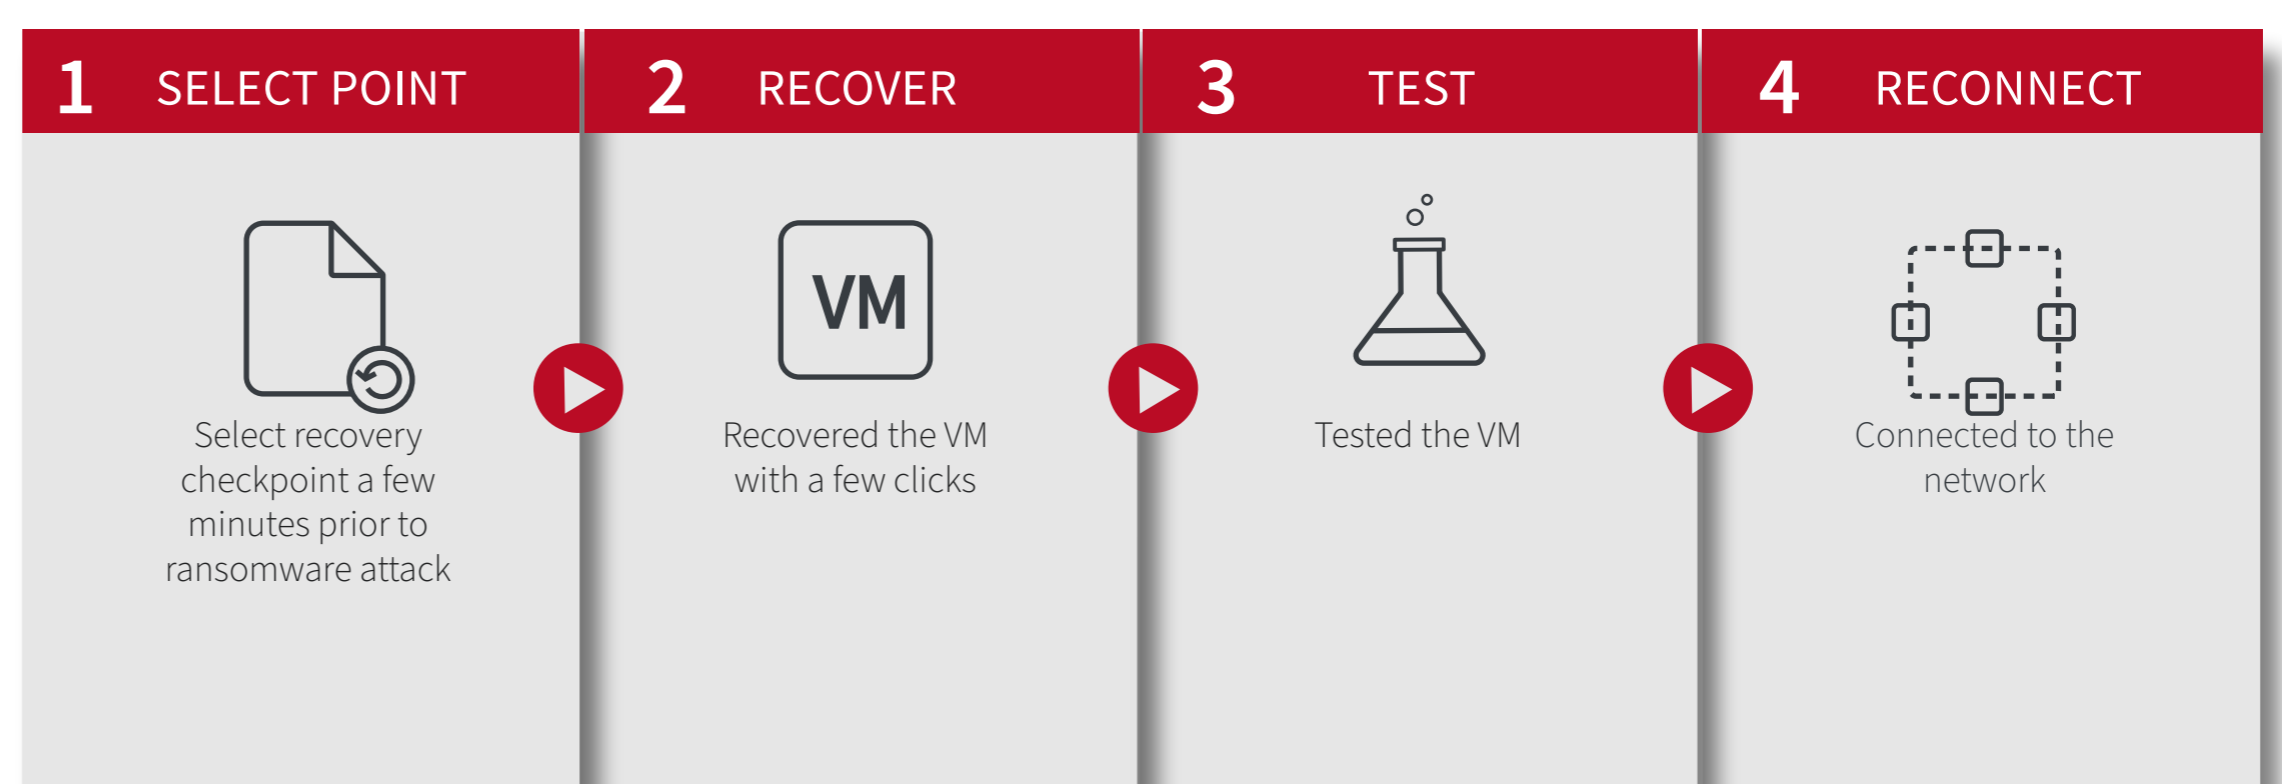 1 SELECT POINT
Select recovery
checkpoint a few
minutes prior to
ransomware attack
2 RECOVER
VM
Recovered the VM
with a few clicks
3 TEST
Tested the VM
4 RECONNECT
Connected to the
network